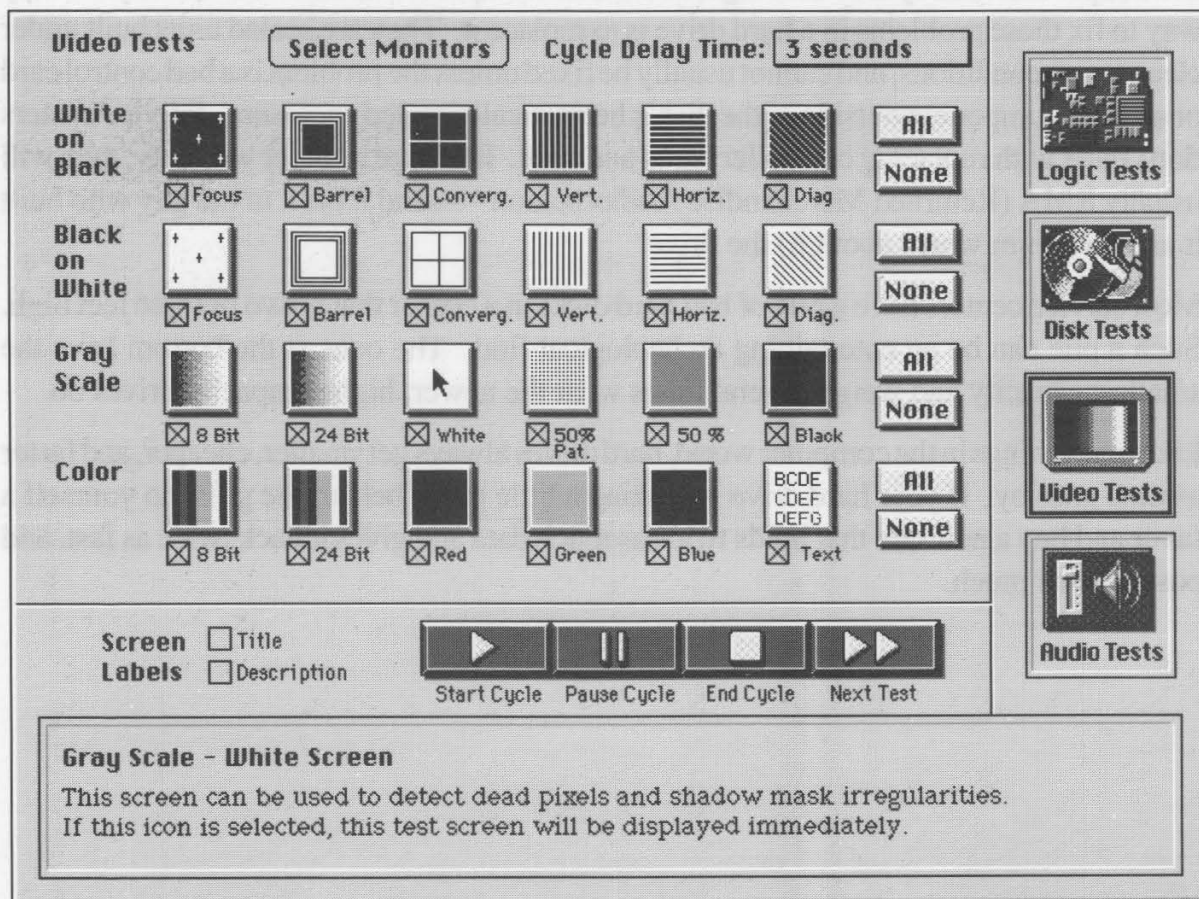 Video Tests
Select Monitors
Cycle Delay Time: 3 seconds
White
on
Black
Focus
Barrel
Converg.
Vert.
Horiz.
Diag
All
None
Black
on
White
Focus
Barrel
Converg.
Vert.
Horiz.
Diag.
All
None
Gray
Scale
8 Bit
24 Bit
White
50%
Pat.
50 %
Black
All
None
Color
8 Bit
24 Bit
Red
Green
Blue
BCDE
CDEF
DEFG
Text
All
None
Logic Tests
Disk Tests
Video Tests
Audio Tests
Screen
Labels
Title
Description
Start Cycle
Pause Cycle
End Cycle
Next Test
Gray Scale - White Screen
This screen can be used to detect dead pixels and shadow mask irregularities.
If this icon is selected, this test screen will be displayed immediately.